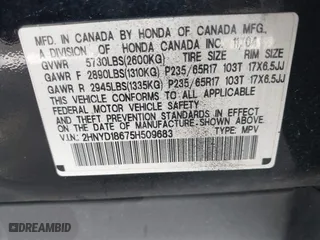 MFD. IN CANADA BY HONDA OF CANADA MFG.,
A DIVISION OF HONDA CANADA INC. 11/04
GVWR 5730LBS(2600KG) TIRE SIZE RIM SIZE
GAWR F 2890LBS(1310KG) P235/65R17 103T 17X6.5JJ
GAWR R 2945LBS(1335KG) P235/65R17 103T 17X6.5JJ
THIS VEHICLE CONFORMS TO ALL APPLICABLE
FEDERAL MOTOR VEHICLE SAFETY AND
THEFT PREVENTION STANDARDS IN EFFECT ON
THE DATE OF MANUFACTURE SHOWN ABOVE.
V.I.N.: 2HNYD18675H509683 TYPE: MPV
DREAMBID